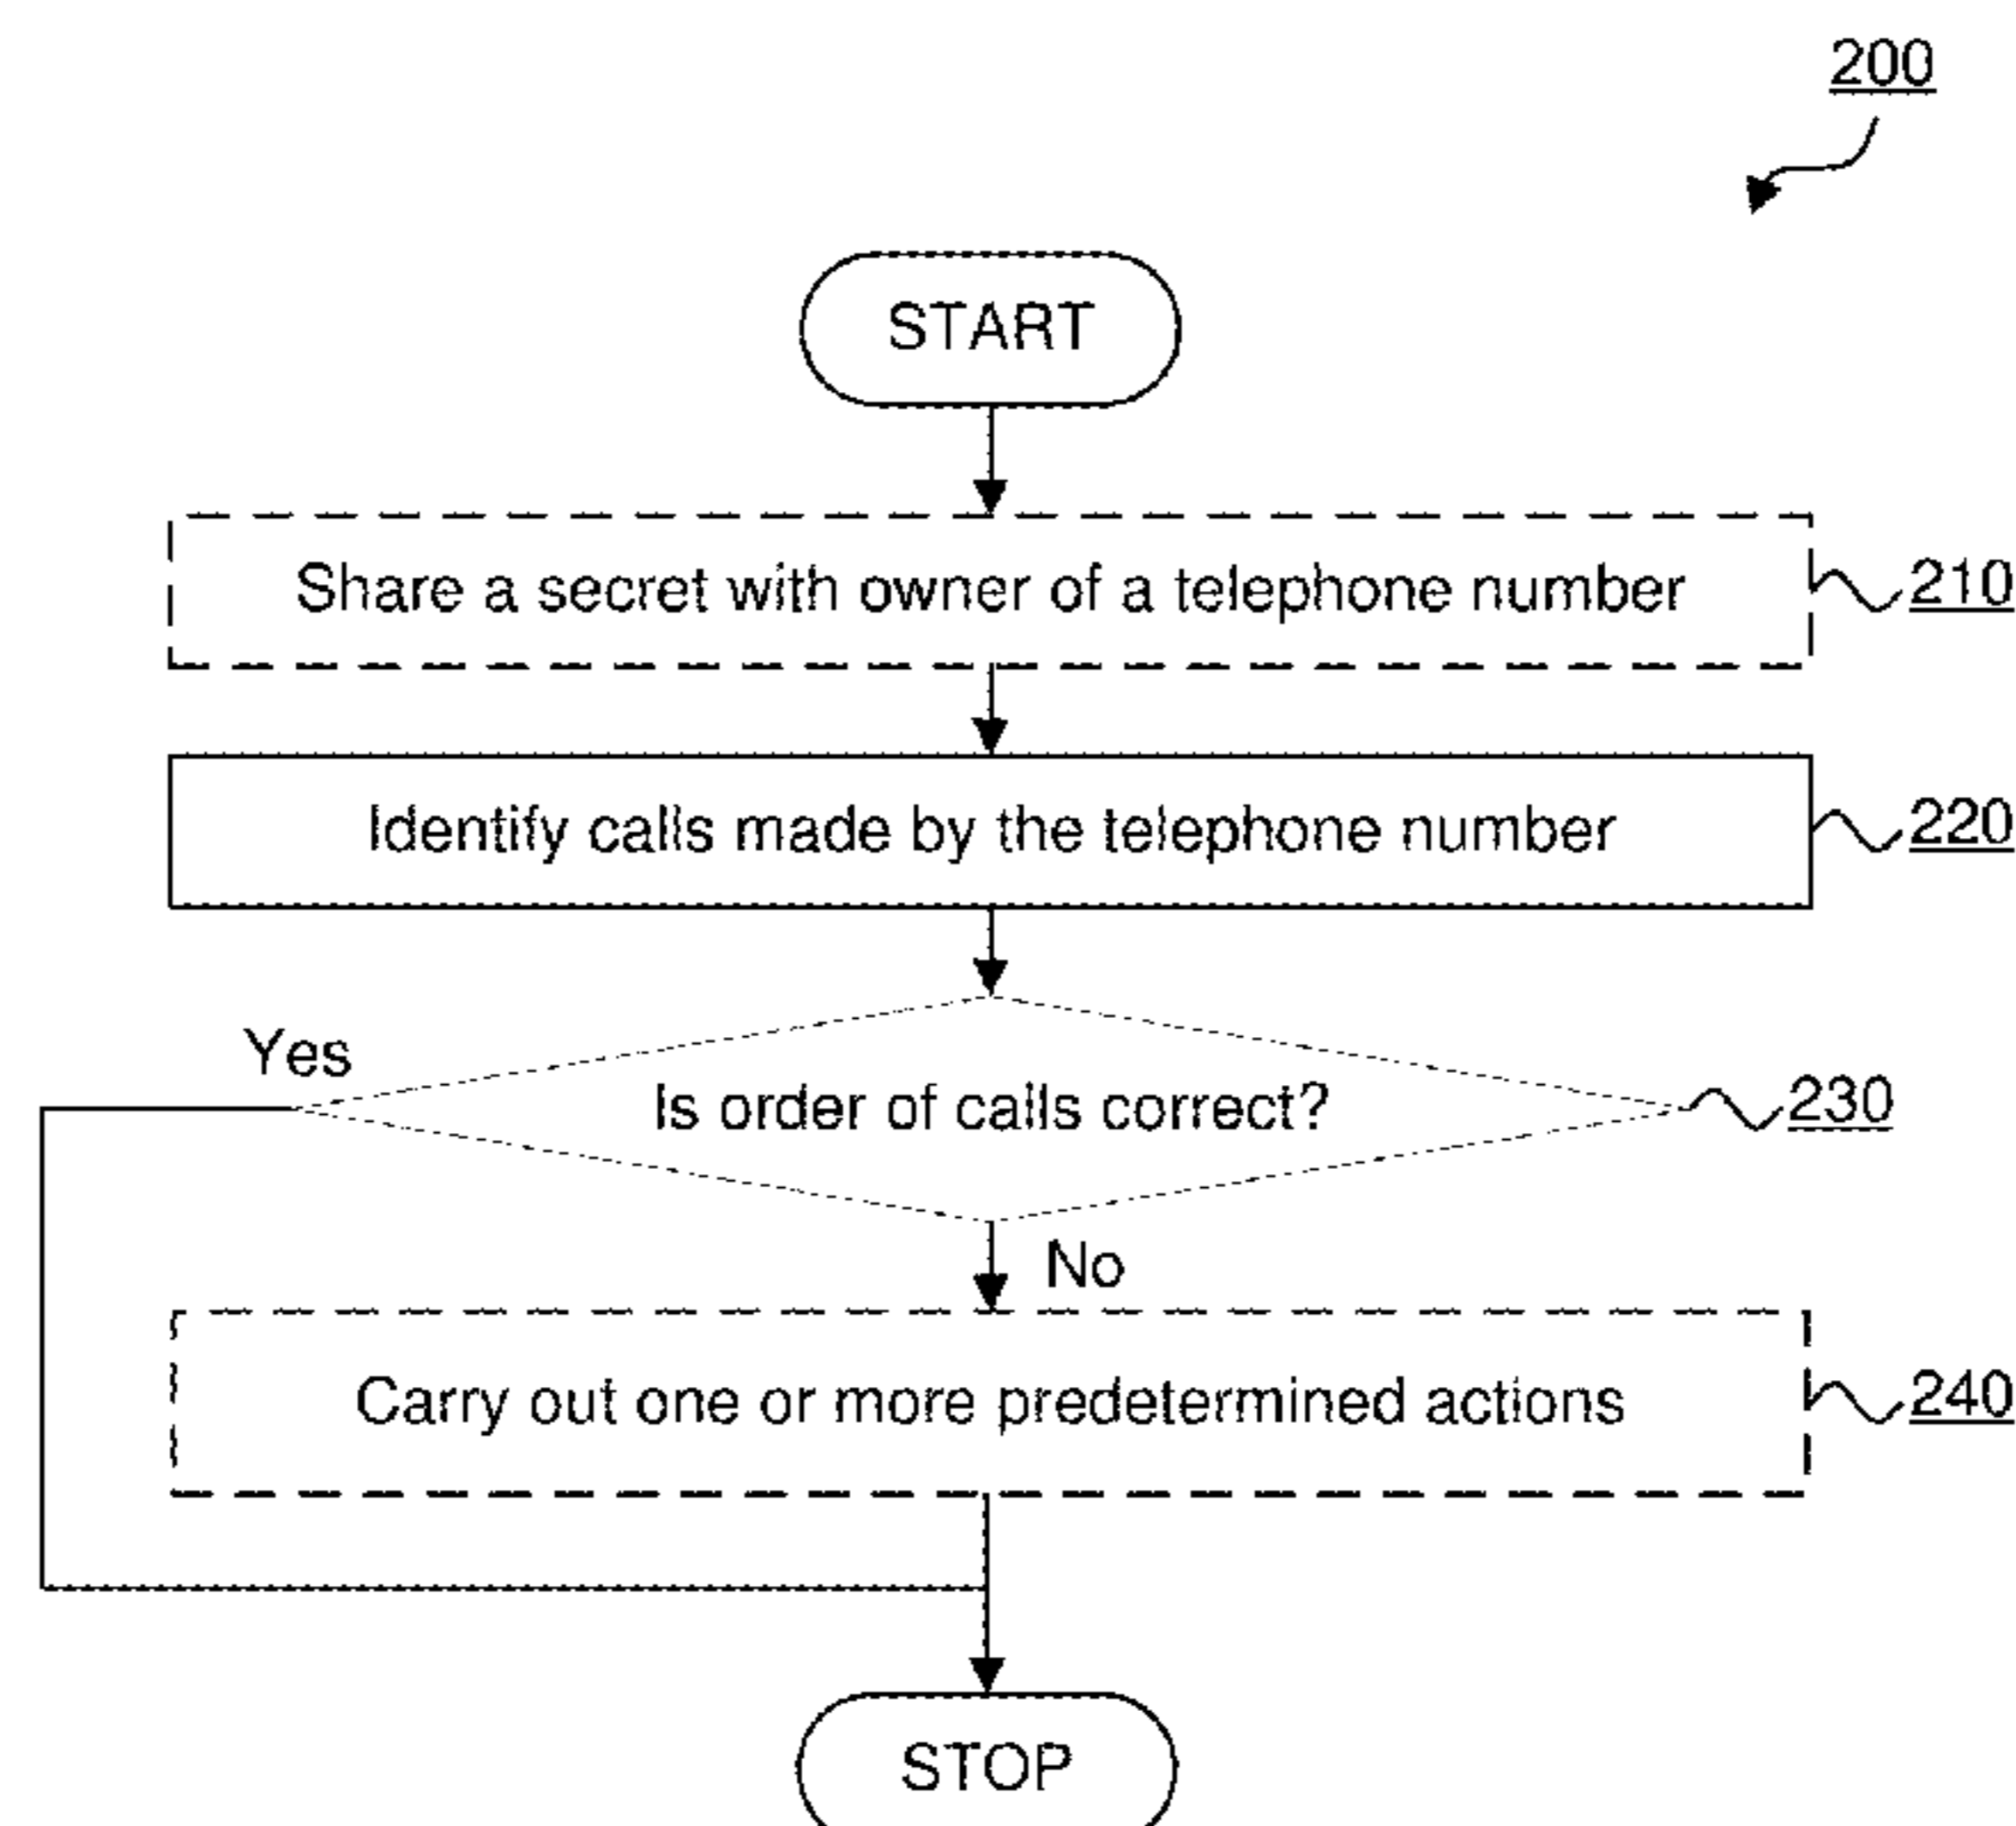 200
START
Share a secret with owner of a telephone number
210
Identify calls made by the telephone number
220
Yes
Is order of calls correct?
230
No
Carry out one or more predetermined actions
240
STOP